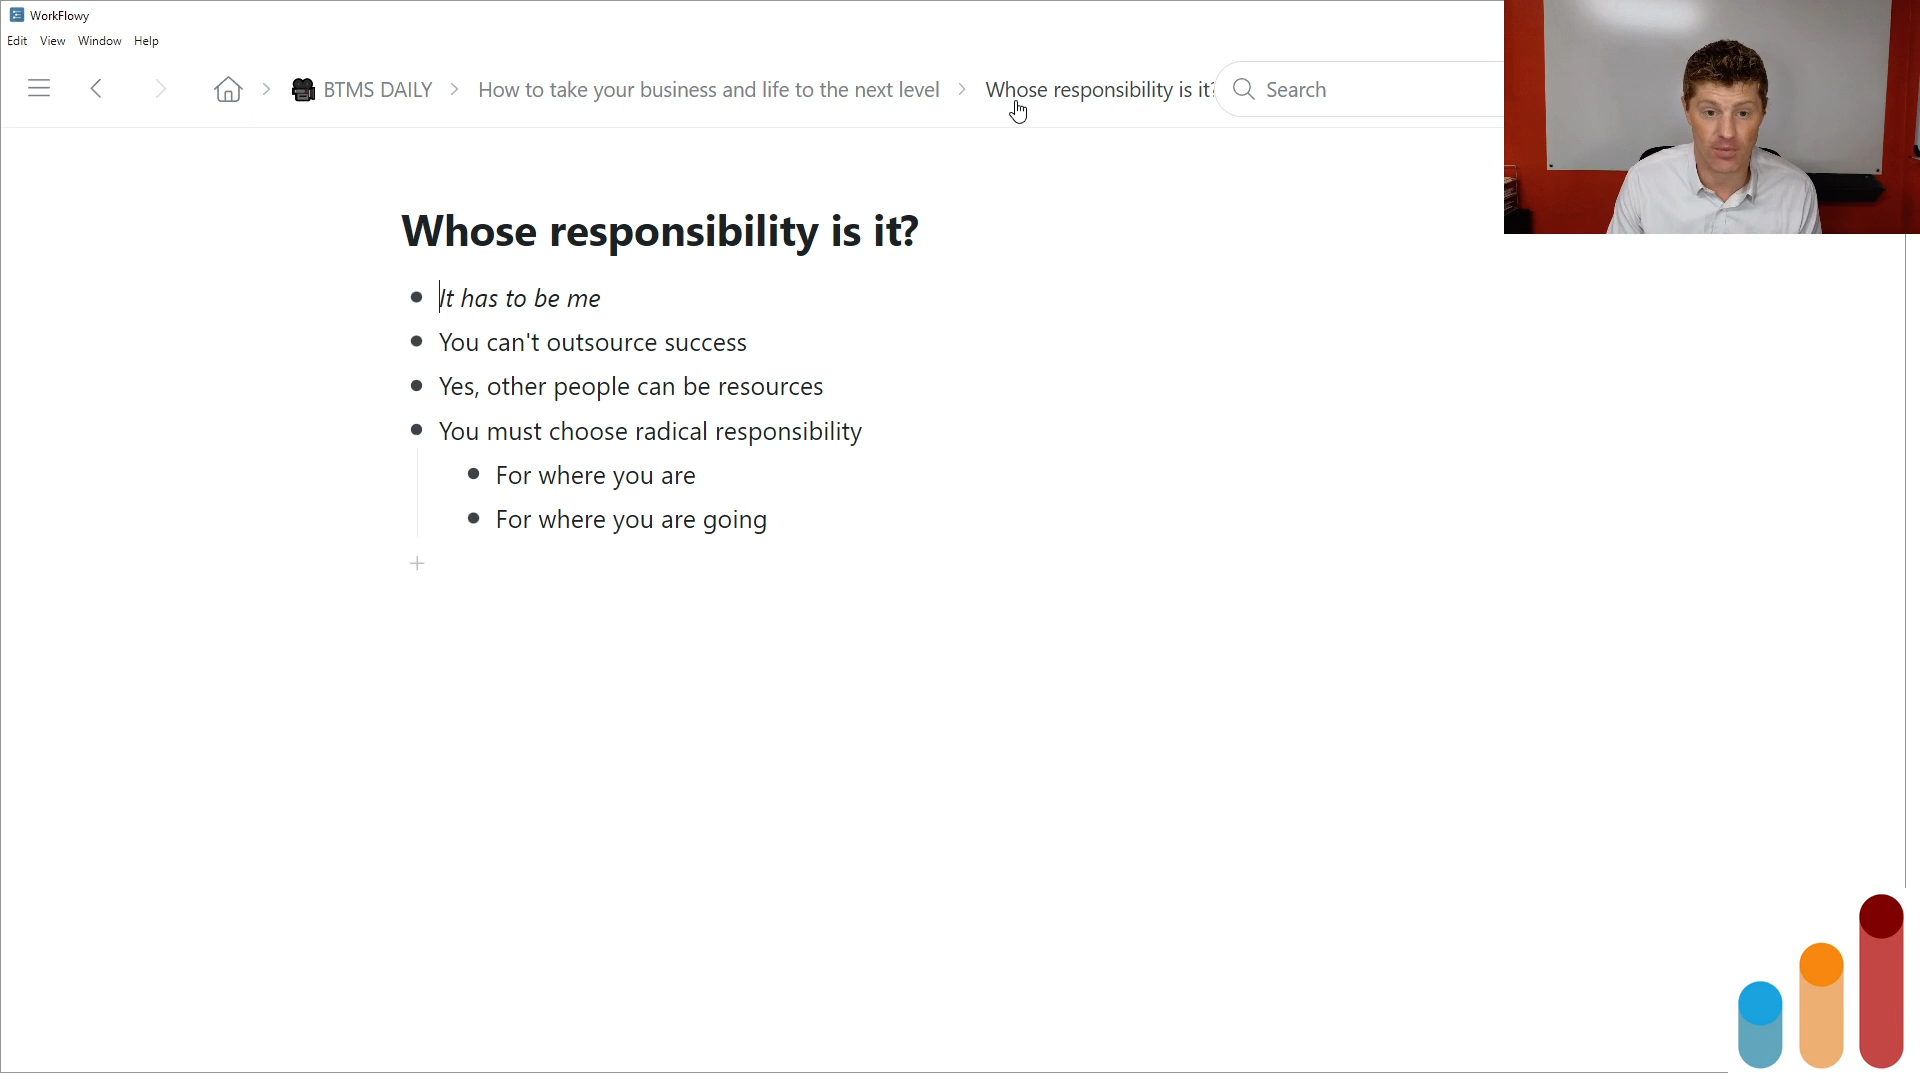 WorkFlowy
Edit View Window Help
BTMS DAILY > How to take your business and life to the next level > Whose responsibility is it? Search
Whose responsibility is it?
It has to be me
You can't outsource success
Yes, other people can be resources
You must choose radical responsibility
For where you are
For where you are going